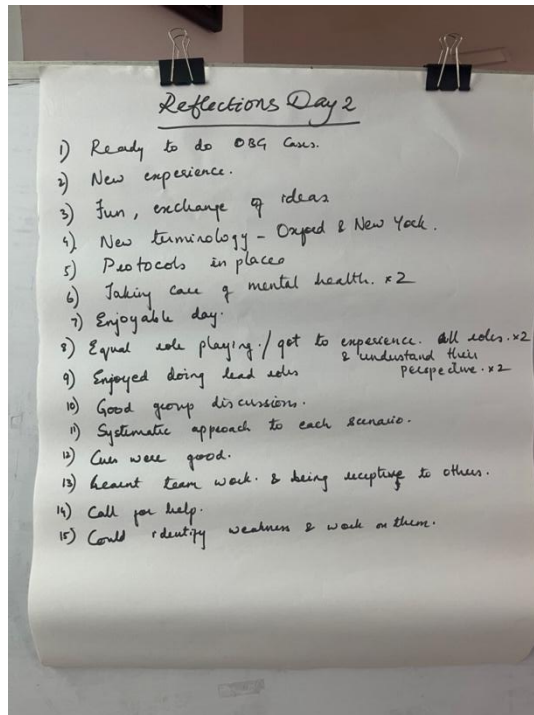 Reflections Day 2
1) Ready to do OBG Cases.
2) New experience.
3) Fun, exchange of ideas
4) New terminology - Oxford & New York.
5) Protocols in place
6) Taking care of mental health. x2
7) Enjoyable day.
8) Equal role playing./ got to experience. all roles. x2
& understand their
perspective. x2
9) Enjoyed doing lead roles
10) Good group discussions.
11) Systematic approach to each scenario.
12) Cues were good.
13) Learnt team work. & being receptive to others.
14) Call for help.
15) Could identify weakness & work on them.